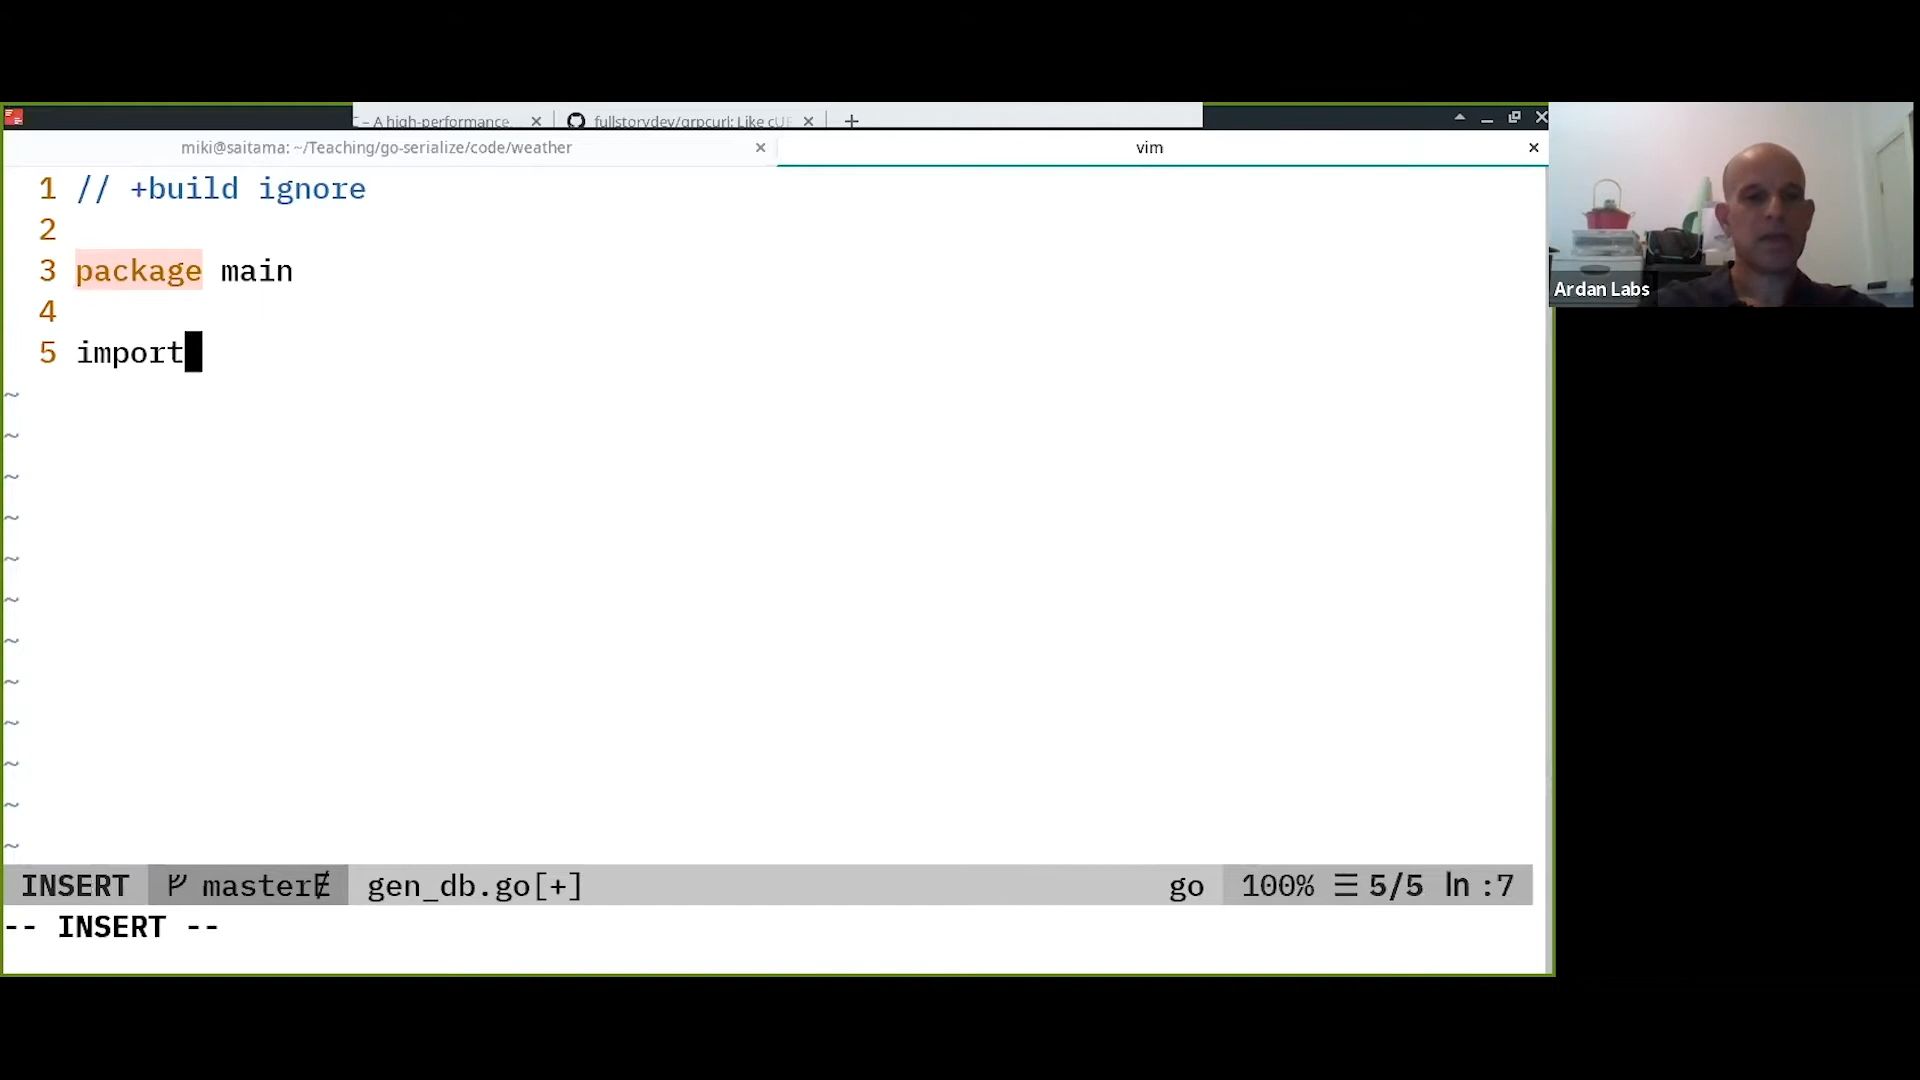 – A high-performance
fullstorydev/grpcurl: Like cU
miki@saitama: ~/Teaching/go-serialize/code/weather
vim
1 // +build ignore
2
3 package main
4
5 import
~
~
~
~
~
~
~
~
~
~
~
~
INSERT master gen_db.go[+] go 100% ☰ 5/5 ln :7
-- INSERT --
Ardan Labs